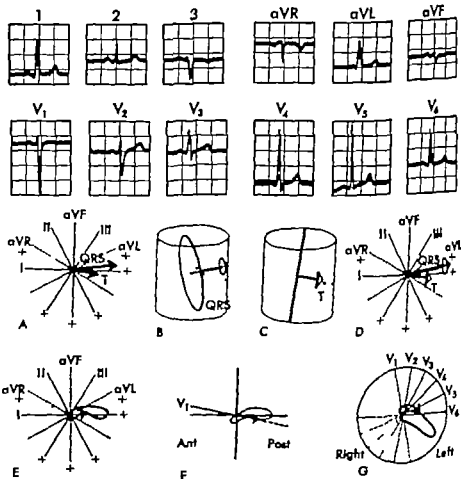 1 2 3 aVR aVL aVF
V1 V2 V3 V4 V5 V6
aVF
II III
aVR aVL
+ +
QRS
I +
T
+ + +
A
QRS
B
T
C
aVF
II III
aVR aVL
+ +
QRS
I +
T
+ + +
D
aVF
II III
aVR aVL
+ +
I +
+ + +
E
V1
Ant Post
F
V1 V2 V3
V4
V5
V6
Right Left
G